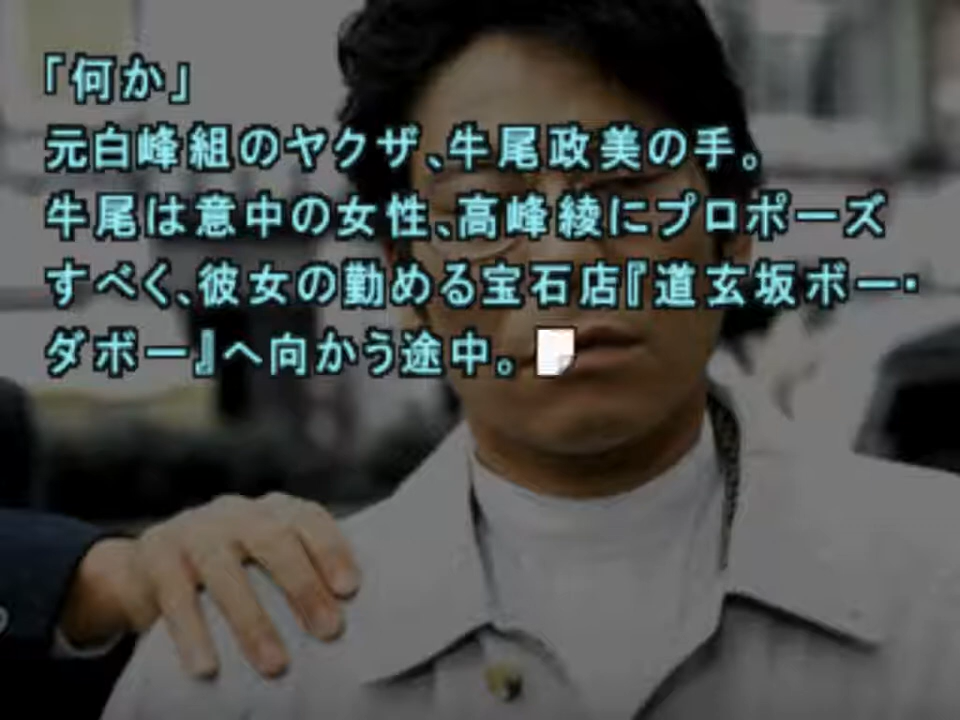 「何か」
元白峰組のヤクザ、牛尾政美の手。
牛尾は意中の女性、高峰綾にプロポーズ
すべく、彼女の勤める宝石店『道玄坂ボー・
ダボー』へ向かう途中。